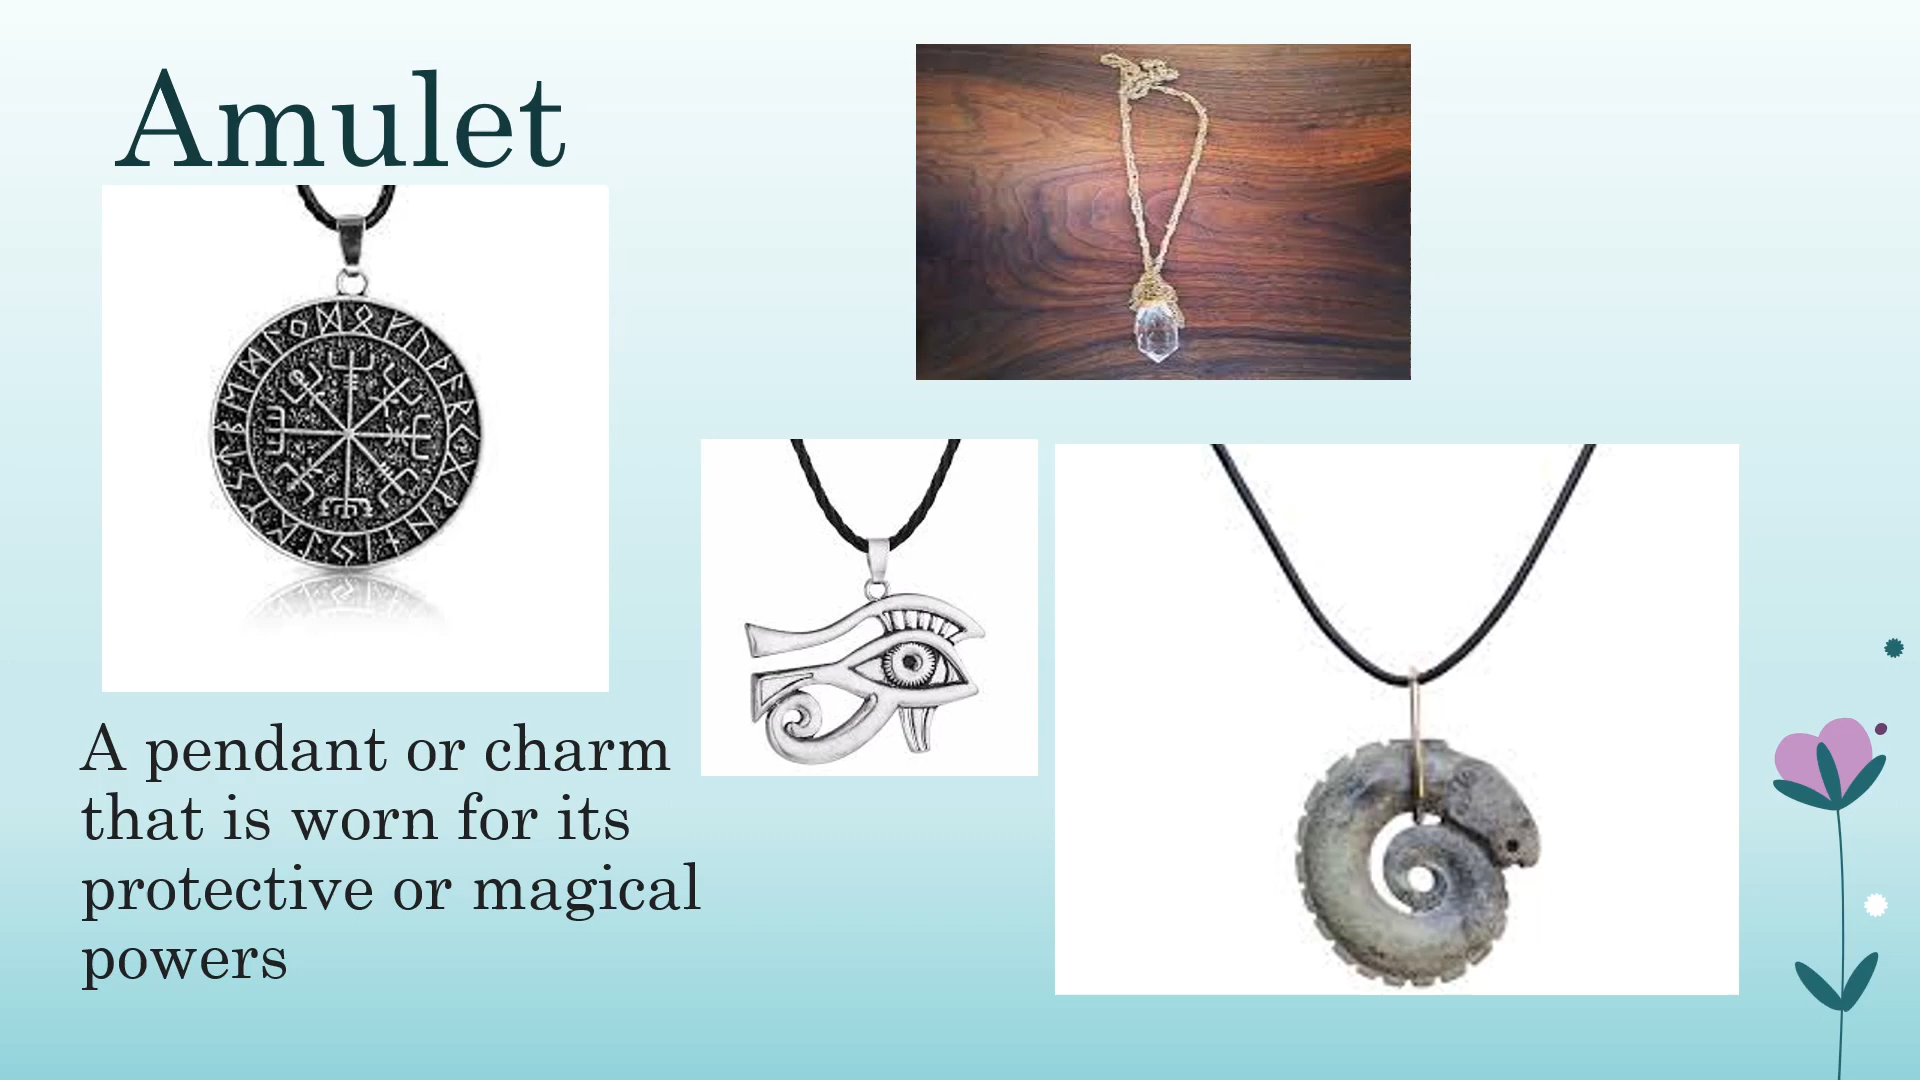 Amulet
A pendant or charm
that is worn for its
protective or magical
powers